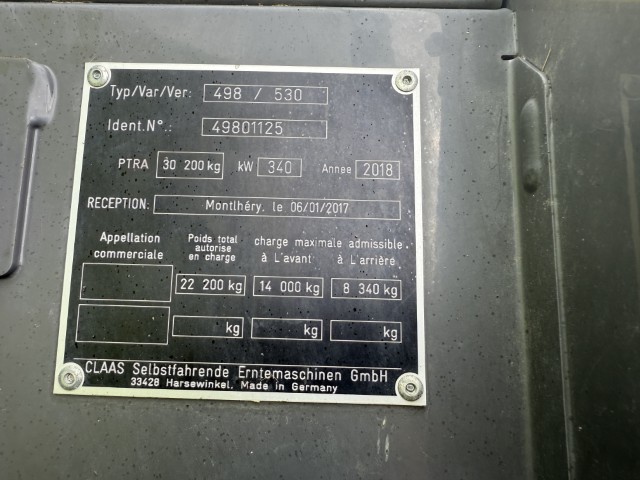 Typ/Var/Ver: 498 / 530
Ident.N°.: 49801125
PTRA 30 200 kg kW 340 Annee 2018
RECEPTION: Montlhéry, le 06/01/2017
Appellation commerciale Poids total autorise en charge charge maximale admissible à L'avant à L'arrière
22 200 kg 14 000 kg 8 340 kg
kg kg kg
CLAAS Selbstfahrende Erntemaschinen GmbH
33428 Harsewinkel, Made in Germany